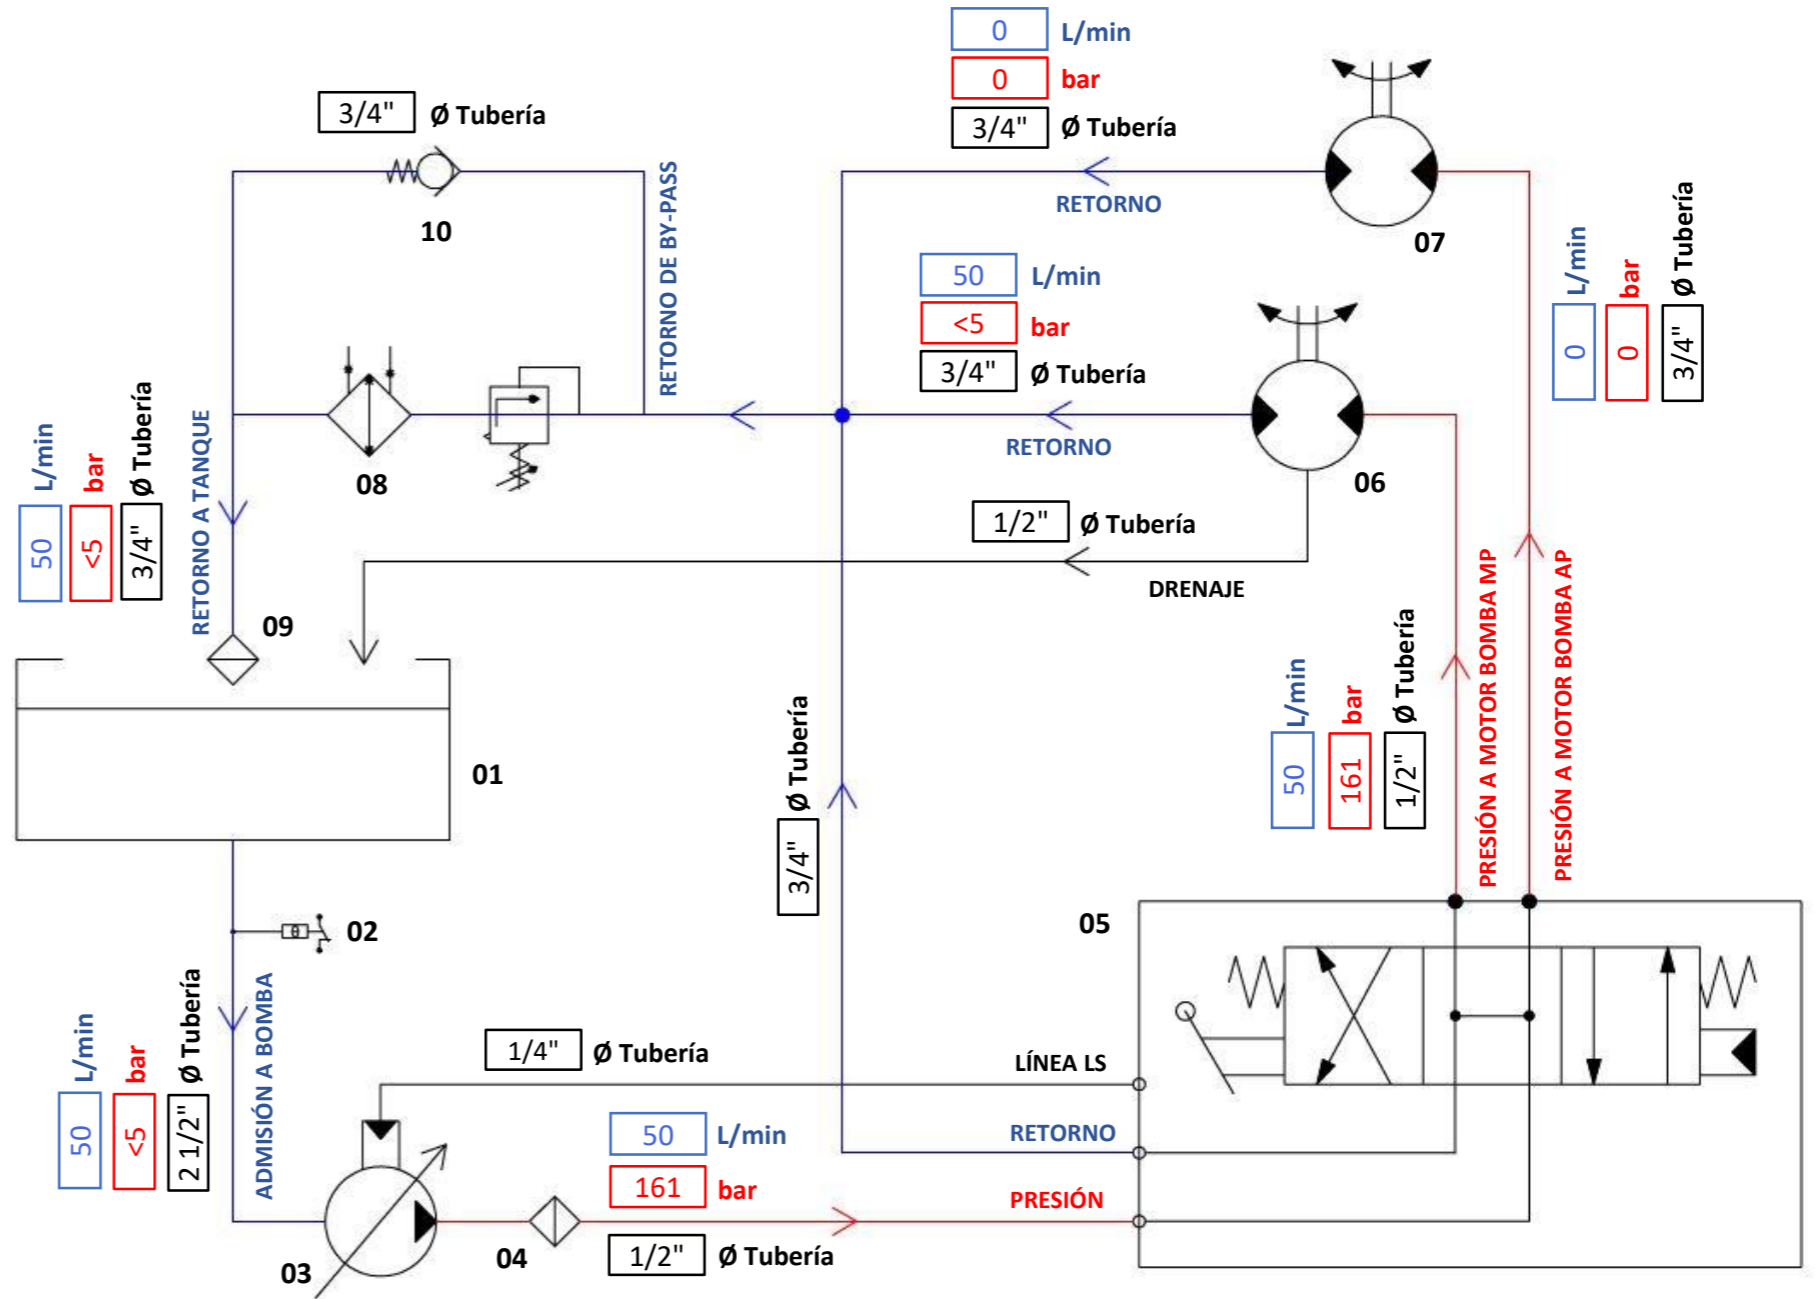 0 L/min
0 bar
3/4" Ø Tubería
3/4" Ø Tubería
10
RETORNO DE BY-PASS
RETORNO
07
0 L/min
0 bar
3/4" Ø Tubería
50 L/min
<5 bar
3/4" Ø Tubería
RETORNO
06
08
50 L/min
<5 bar
3/4" Ø Tubería
RETORNO A TANQUE
1/2" Ø Tubería
DRENAJE
09
01
3/4" Ø Tubería
50 L/min
161 bar
1/2" Ø Tubería
PRESIÓN A MOTOR BOMBA MP
PRESIÓN A MOTOR BOMBA AP
02
05
50 L/min
<5 bar
2 1/2" Ø Tubería
ADMISIÓN A BOMBA
1/4" Ø Tubería
LÍNEA LS
50 L/min
RETORNO
161 bar
PRESIÓN
03
04
1/2" Ø Tubería